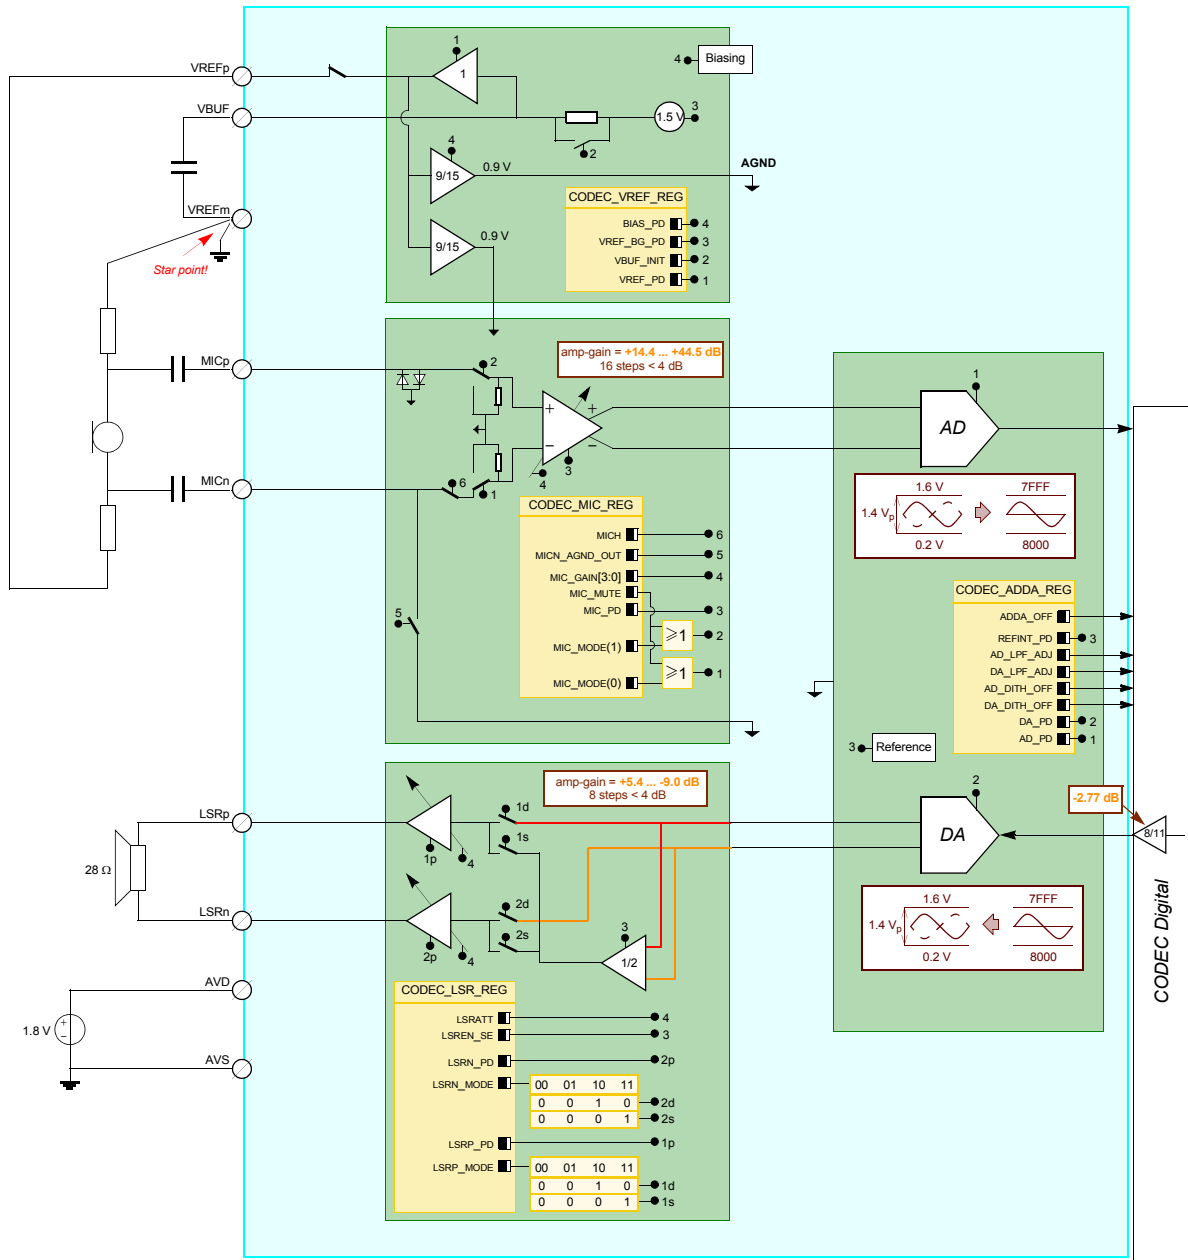 VREFp
VBUF
VREFm
Star point!
1
1
4
Biasing
1.5 V
3
2
4
9/15
0.9 V
AGND
9/15
0.9 V
CODEC_VREF_REG
BIAS_PD 4
VREF_BG_PD 3
VBUF_INIT 2
VREF_PD 1
MICp
MICn
amp-gain = +14.4 ... +44.5 dB
16 steps < 4 dB
2
+
+
−
−
3
4
6
1
5
CODEC_MIC_REG
MICH 6
MICN_AGND_OUT 5
MIC_GAIN[3:0] 4
MIC_MUTE
MIC_PD 3
≥1 2
MIC_MODE(1)
≥1 1
MIC_MODE(0)
1
AD
1.6 V
7FFF
1.4 Vp
0.2 V
8000
CODEC_ADDA_REG
ADDA_OFF
REFINT_PD 3
AD_LPF_ADJ
DA_LPF_ADJ
AD_DITH_OFF
DA_DITH_OFF
DA_PD 2
AD_PD 1
3
Reference
2
DA
-2.77 dB
8/11
1.6 V
7FFF
1.4 Vp
0.2 V
8000
CODEC Digital
LSRp
LSRn
28 Ω
amp-gain = +5.4 ... -9.0 dB
8 steps < 4 dB
1d
1s
1p
4
2d
2s
2p
4
3
1/2
AVD
1.8 V
+
−
AVS
CODEC_LSR_REG
LSRATT 4
LSREN_SE 3
LSRN_PD 2p
LSRN_MODE 00 01 10 11
0 0 1 0 2d
0 0 0 1 2s
LSRP_PD 1p
LSRP_MODE 00 01 10 11
0 0 1 0 1d
0 0 0 1 1s